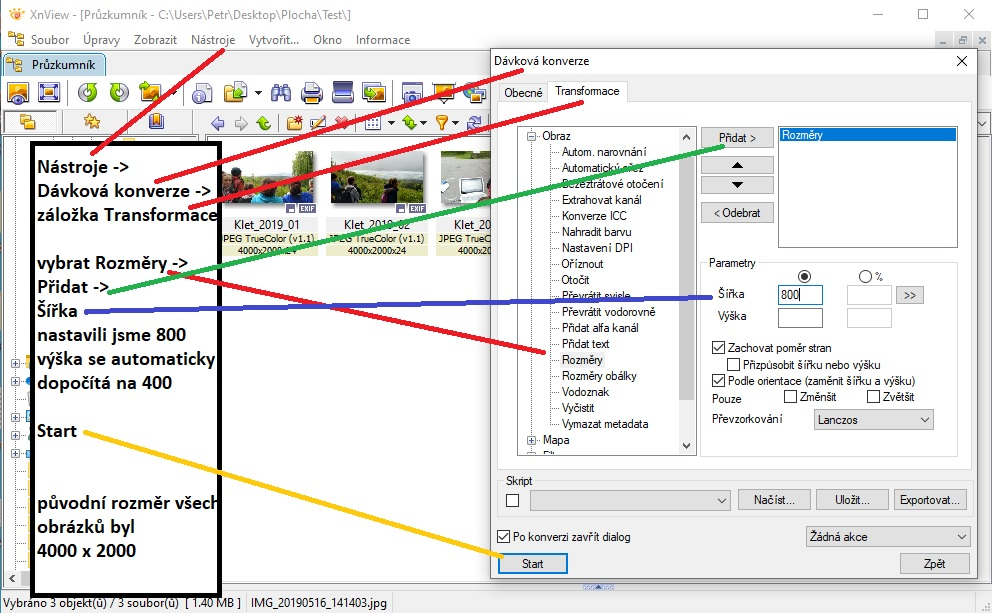 XnView - [Průzkumník - C:\Users\Petr\Desktop\Plocha\Test\]
Soubor Úpravy Zobrazit Nástroje Vytvořit... Okno Informace
Průzkumník
Nástroje ->
Dávková konverze ->
záložka Transformace
vybrat Rozměry ->
Přidat ->
Šířka
nastavili jsme 800
výška se automaticky
dopočítá na 400
Start
původní rozměr všech
obrázků byl
4000 x 2000
EXIF
EXIF
Klet_2019_01
JPEG TrueColor (v1.1)
4000x2000x24
Klet_2019_02
JPEG TrueColor (v1.1)
4000x2000x24
Klet_20
JPEG TrueC
4000x
Dávková konverze
Obecné Transformace
Obraz
Autom. narovnání
Automatický ořez
Bezeztrátové otočení
Extrahovat kanál
Konverze ICC
Nahradit barvu
Nastavení DPI
Oříznout
Otočit
Převrátit svisle
Převrátit vodorovně
Přidat alfa kanál
Přidat text
Rozměry
Rozměry obálky
Vodoznak
Vyčistit
Vymazat metadata
Mapa
Přidat >
< Odebrat
Rozměry
Parametry
%
Šířka 800 >>
Výška
Zachovat poměr stran
Přizpůsobit šířku nebo výšku
Podle orientace (zaměnit šířku a výšku)
Pouze Změnšit Zvětšit
Převzorkování Lanczos
Skript
Načíst... Uložit... Exportovat...
Po konverzi zavřít dialog Žádná akce
Start Zpět
Vybráno 3 objekt(ů) / 3 soubor(ů) [ 1.40 MB ] IMG_20190516_141403.jpg